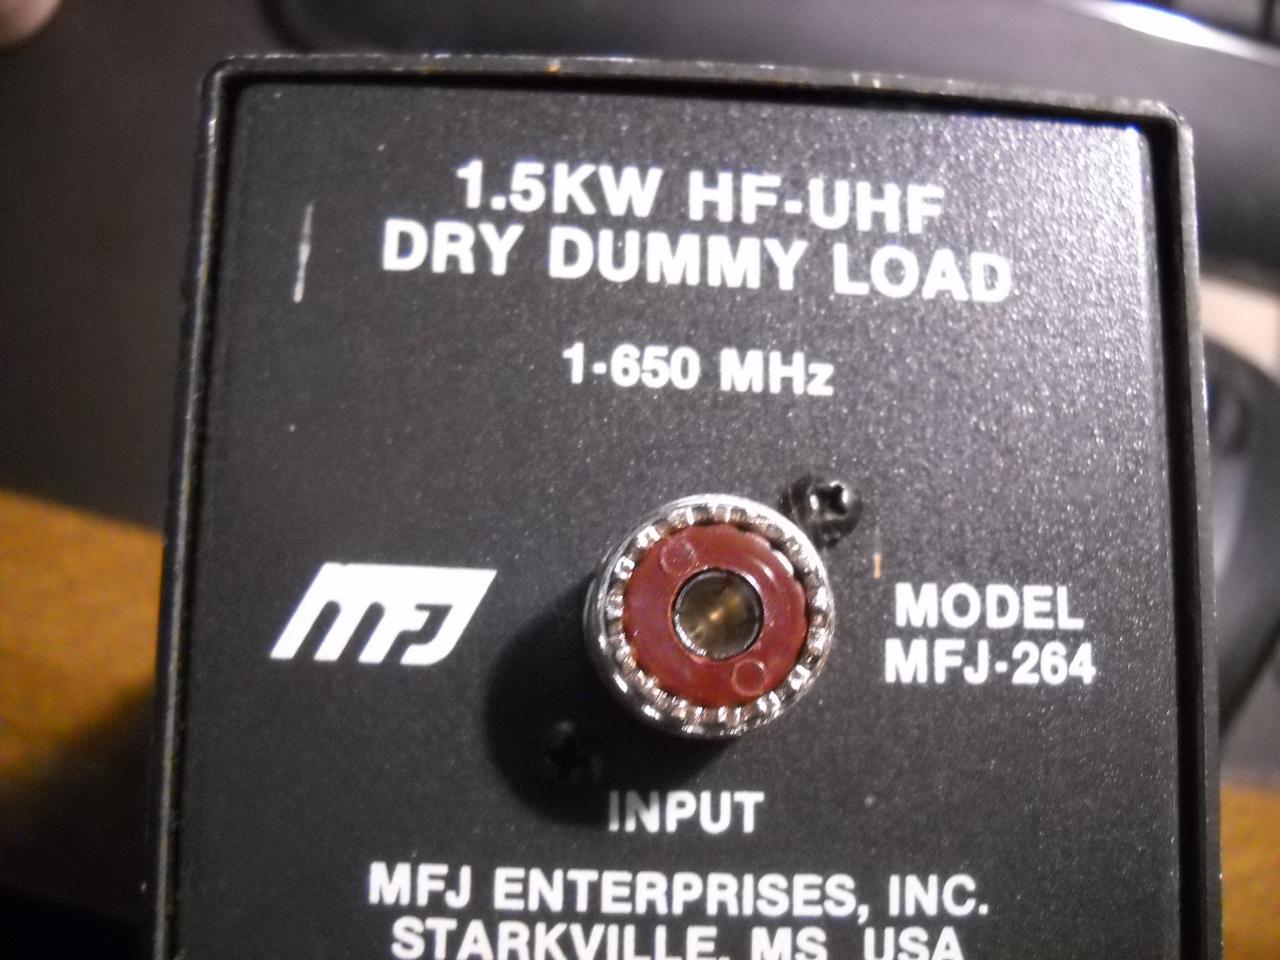 1.5KW HF-UHF
DRY DUMMY LOAD
1-650 MHz
MFJ
MODEL
MFJ-264
INPUT
MFJ ENTERPRISES, INC.
STARKVILLE, MS USA